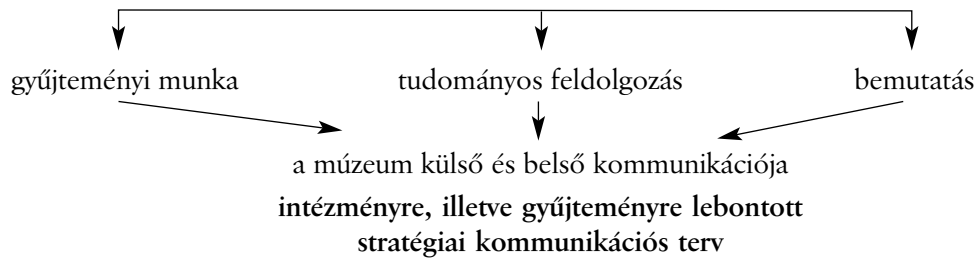 gyűjteményi munka tudományos feldolgozás bemutatás
a múzeum külső és belső kommunikációja
intézményre, illetve gyűjteményre lebontott
stratégiai kommunikációs terv